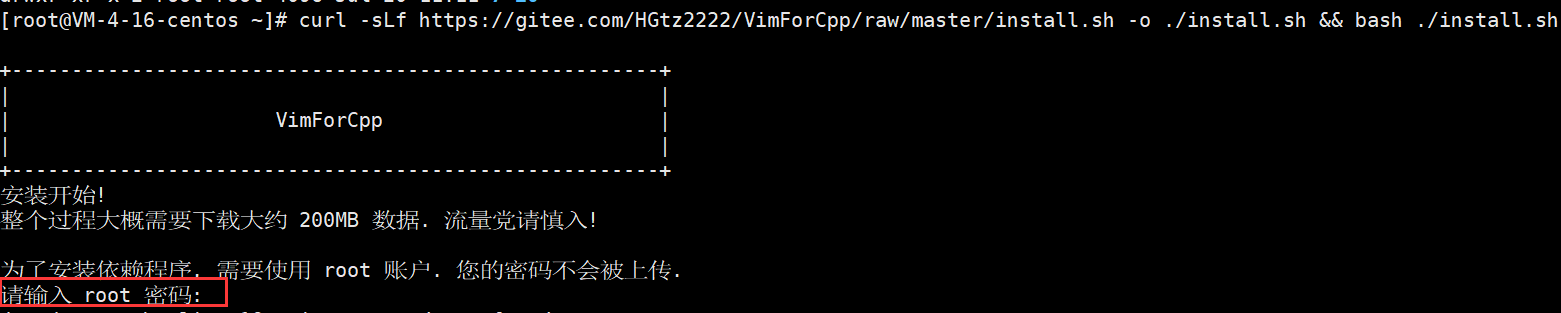 [root@VM-4-16-centos ~]# curl -sLf https://gitee.com/HGtz2222/VimForCpp/raw/master/install.sh -o ./install.sh && bash ./install.sh
+------------------------------------------------------+
|                                                      |
|                      VimForCpp                       |
|                                                      |
+------------------------------------------------------+
安装开始!
整个过程大概需要下载大约 200MB 数据. 流量党请慎入!
为了安装依赖程序, 需要使用 root 账户. 您的密码不会被上传.
请输入 root 密码: